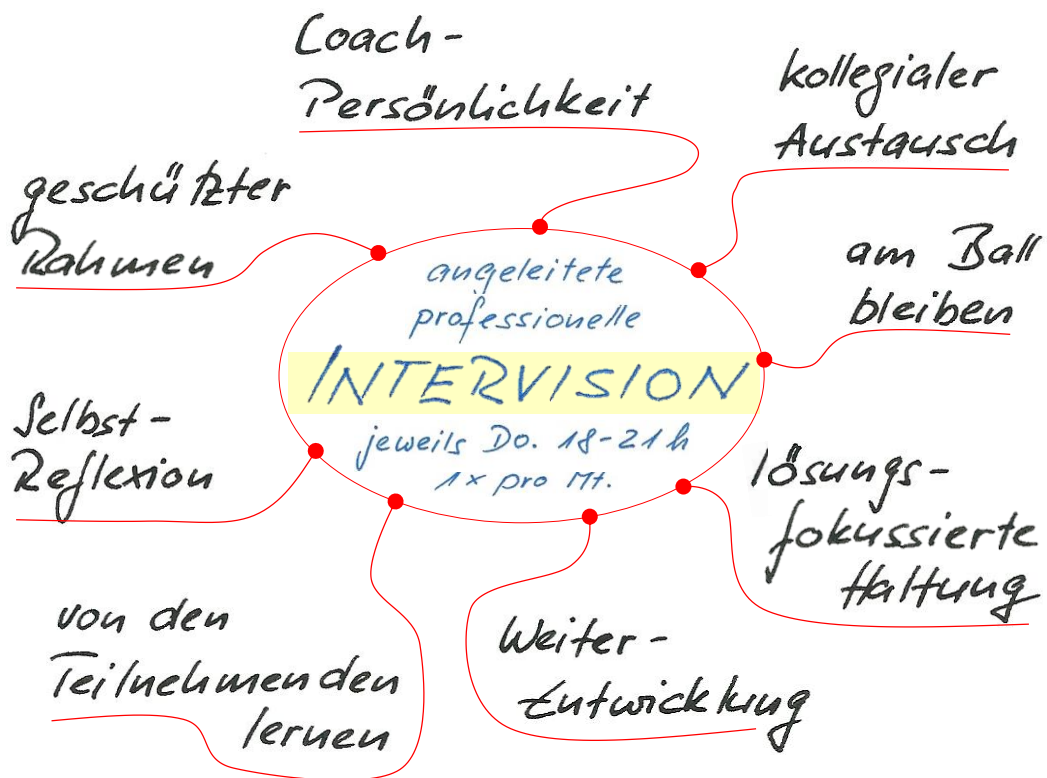 Coach-
Persönlichkeit
kollegialer
Austausch
geschützter
Rahmen
am Ball
bleiben
angeleitete
professionelle
INTERVISION
jeweils Do. 18-21 h
1x pro Mt.
Selbst-
Reflexion
lösungs-
fokussierte
Haltung
von den
Teilnehmenden
lernen
Weiter-
Entwicklung